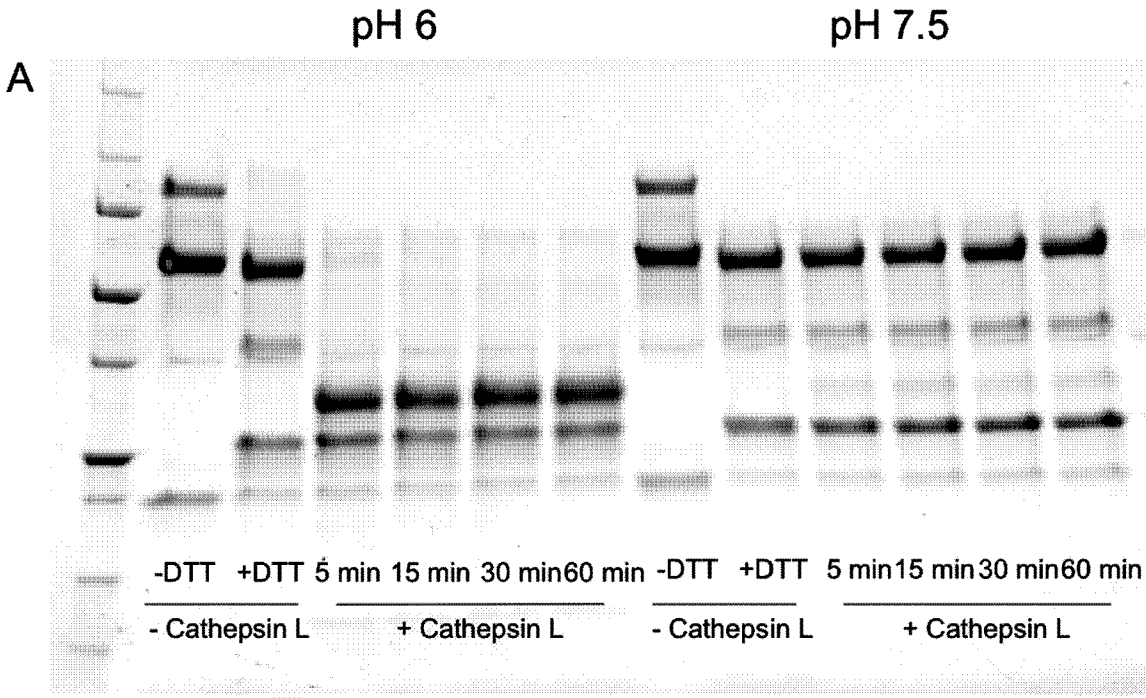 pH 6 pH 7.5
A
-DTT +DTT 5 min 15 min 30 min 60 min -DTT +DTT 5 min 15 min 30 min 60 min
- Cathepsin L + Cathepsin L - Cathepsin L + Cathepsin L